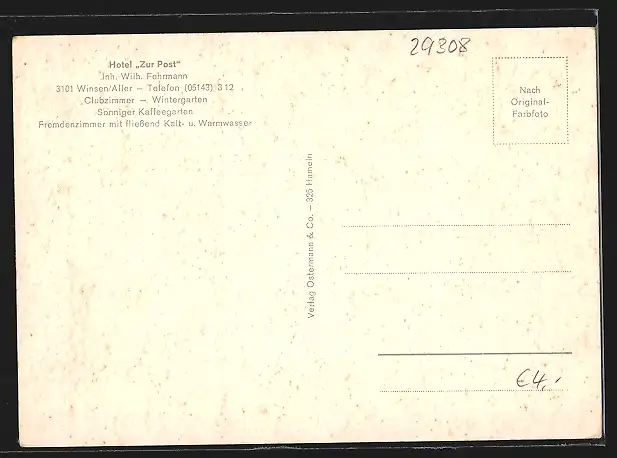 Hotel „Zur Post“
Inh. Wilh. Fehrmann
3101 Winsen/Aller – Telefon (05143) 312
Clubzimmer – Wintergarten
Sonniger Kaffeegarten
Fremdenzimmer mit fließend Kalt- u. Warmwasser
29308
Nach
Original-
Farbfoto
Verlag Ostermann & Co. – 325 Hameln
€4,-